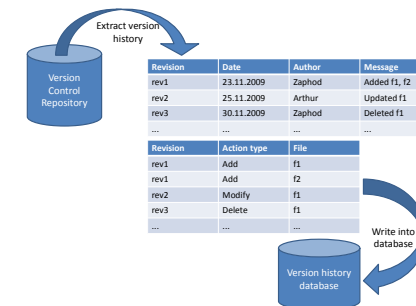 Extract version
history
Version
Control
Repository
Revision Date Author Message
rev1 23.11.2009 Zaphod Added f1, f2
rev2 25.11.2009 Arthur Updated f1
rev3 30.11.2009 Zaphod Deleted f1
... ... ... ...
Revision Action type File
rev1 Add f1
rev1 Add f2
rev2 Modify f1
rev3 Delete f1
... ... ...
Write into
database
Version history
database